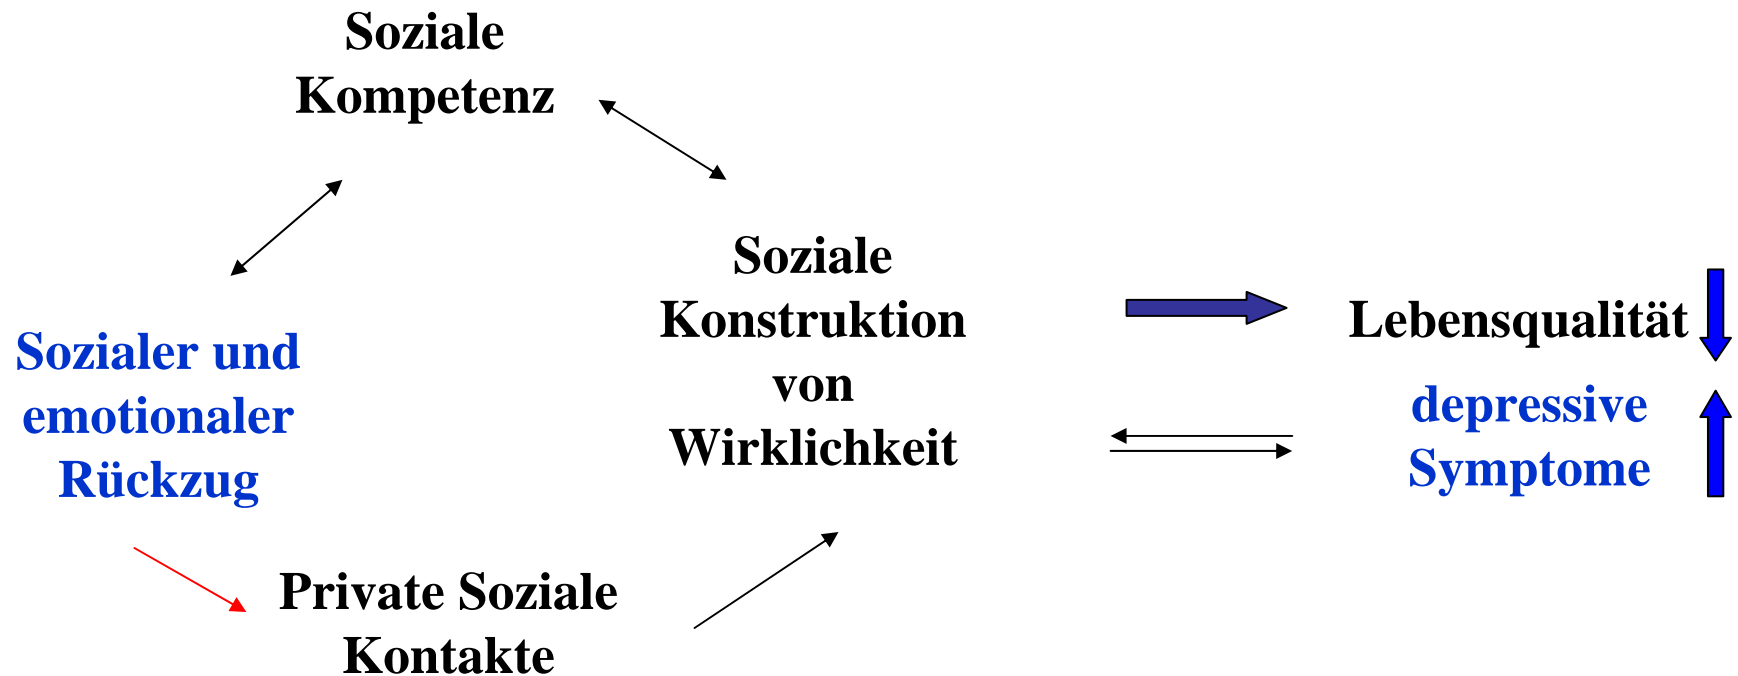 Soziale
Kompetenz
Soziale
Konstruktion
von
Wirklichkeit
Lebensqualität
depressive
Symptome
Sozialer und
emotionaler
Rückzug
Private Soziale
Kontakte